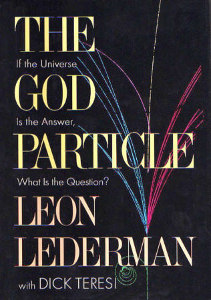 THE
If the Universe
GOD
Is the Answer,
PARTICLE
What Is the Question?
LEON
LEDERMAN
with DICK TERESI